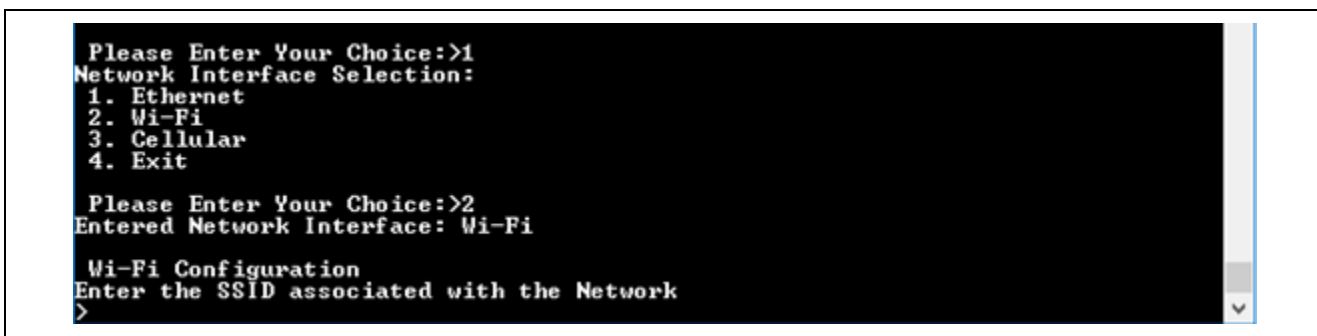 Please Enter Your Choice:>1
Network Interface Selection:
1. Ethernet
2. Wi-Fi
3. Cellular
4. Exit
Please Enter Your Choice:>2
Entered Network Interface: Wi-Fi
Wi-Fi Configuration
Enter the SSID associated with the Network
>